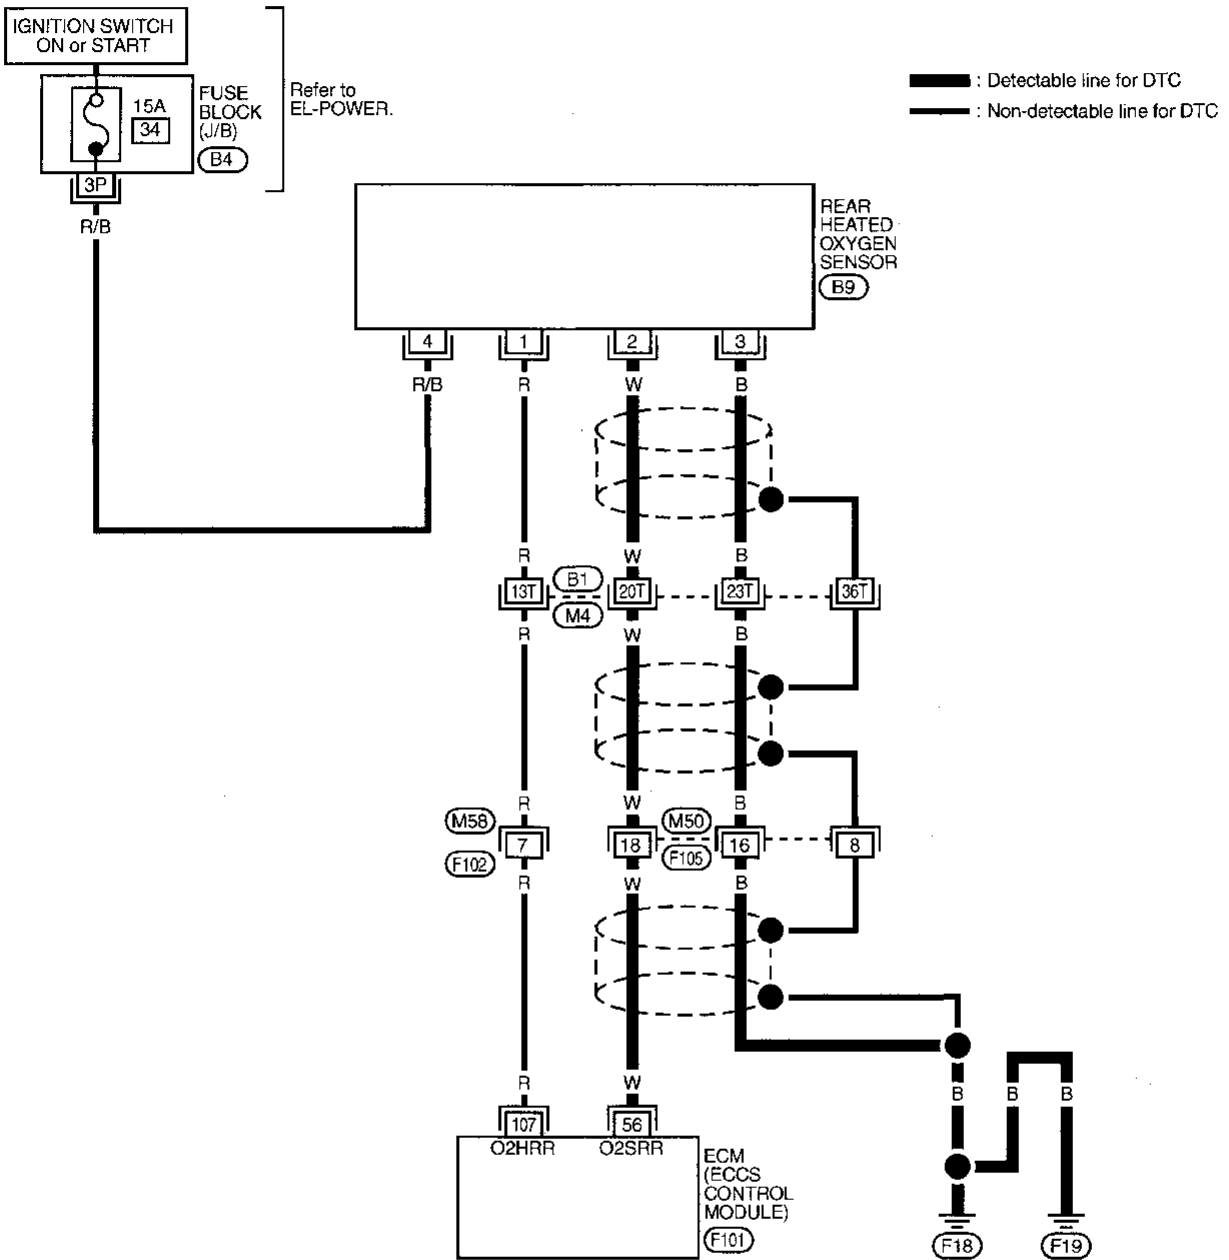 IGNITION SWITCH
ON or START
15A
34
FUSE
BLOCK
(J/B)
B4
Refer to
EL-POWER.
: Detectable line for DTC
: Non-detectable line for DTC
3P
R/B
REAR
HEATED
OXYGEN
SENSOR
B9
4 1 2 3
R/B R W B
R W B
13T B1 20T 23T 36T
M4
R W B
R W B
M58 M50
7 18 16 8
F102 F105
R W B
R W
B B B
107 56
O2HRR O2SRR
ECM
(ECCS
CONTROL
MODULE)
F101
F18 F19